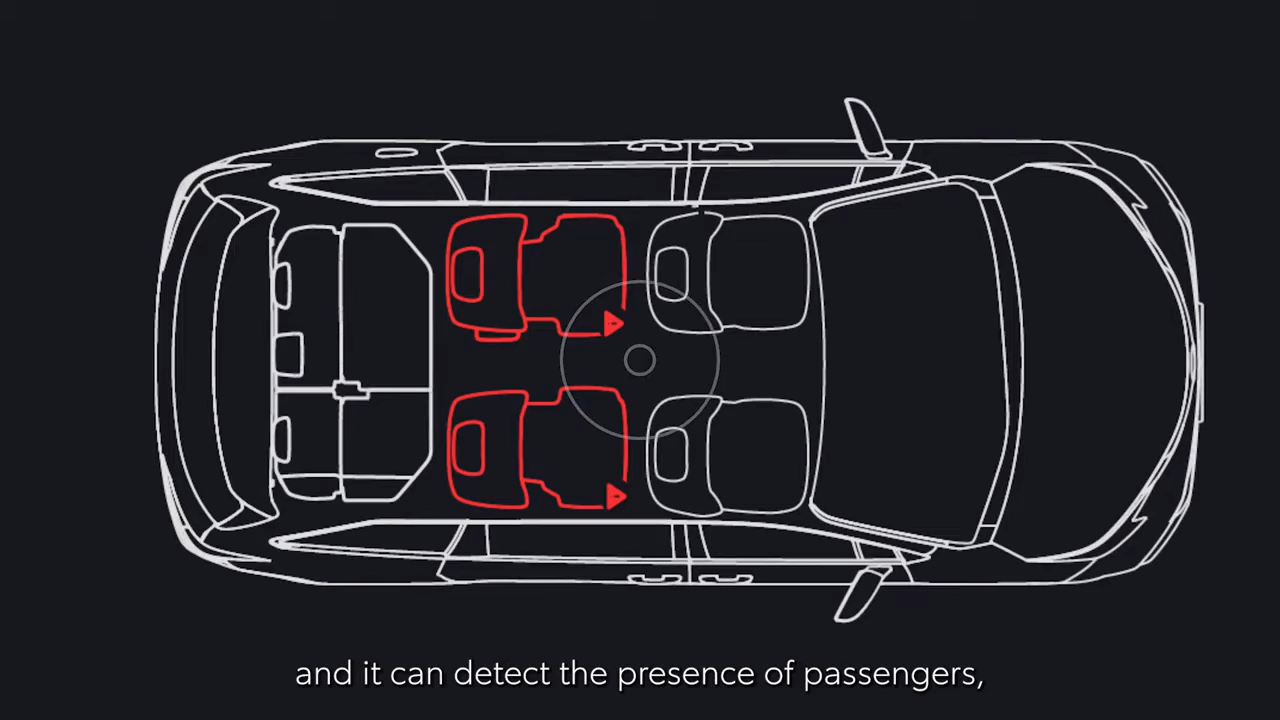 and it can detect the presence of passengers,